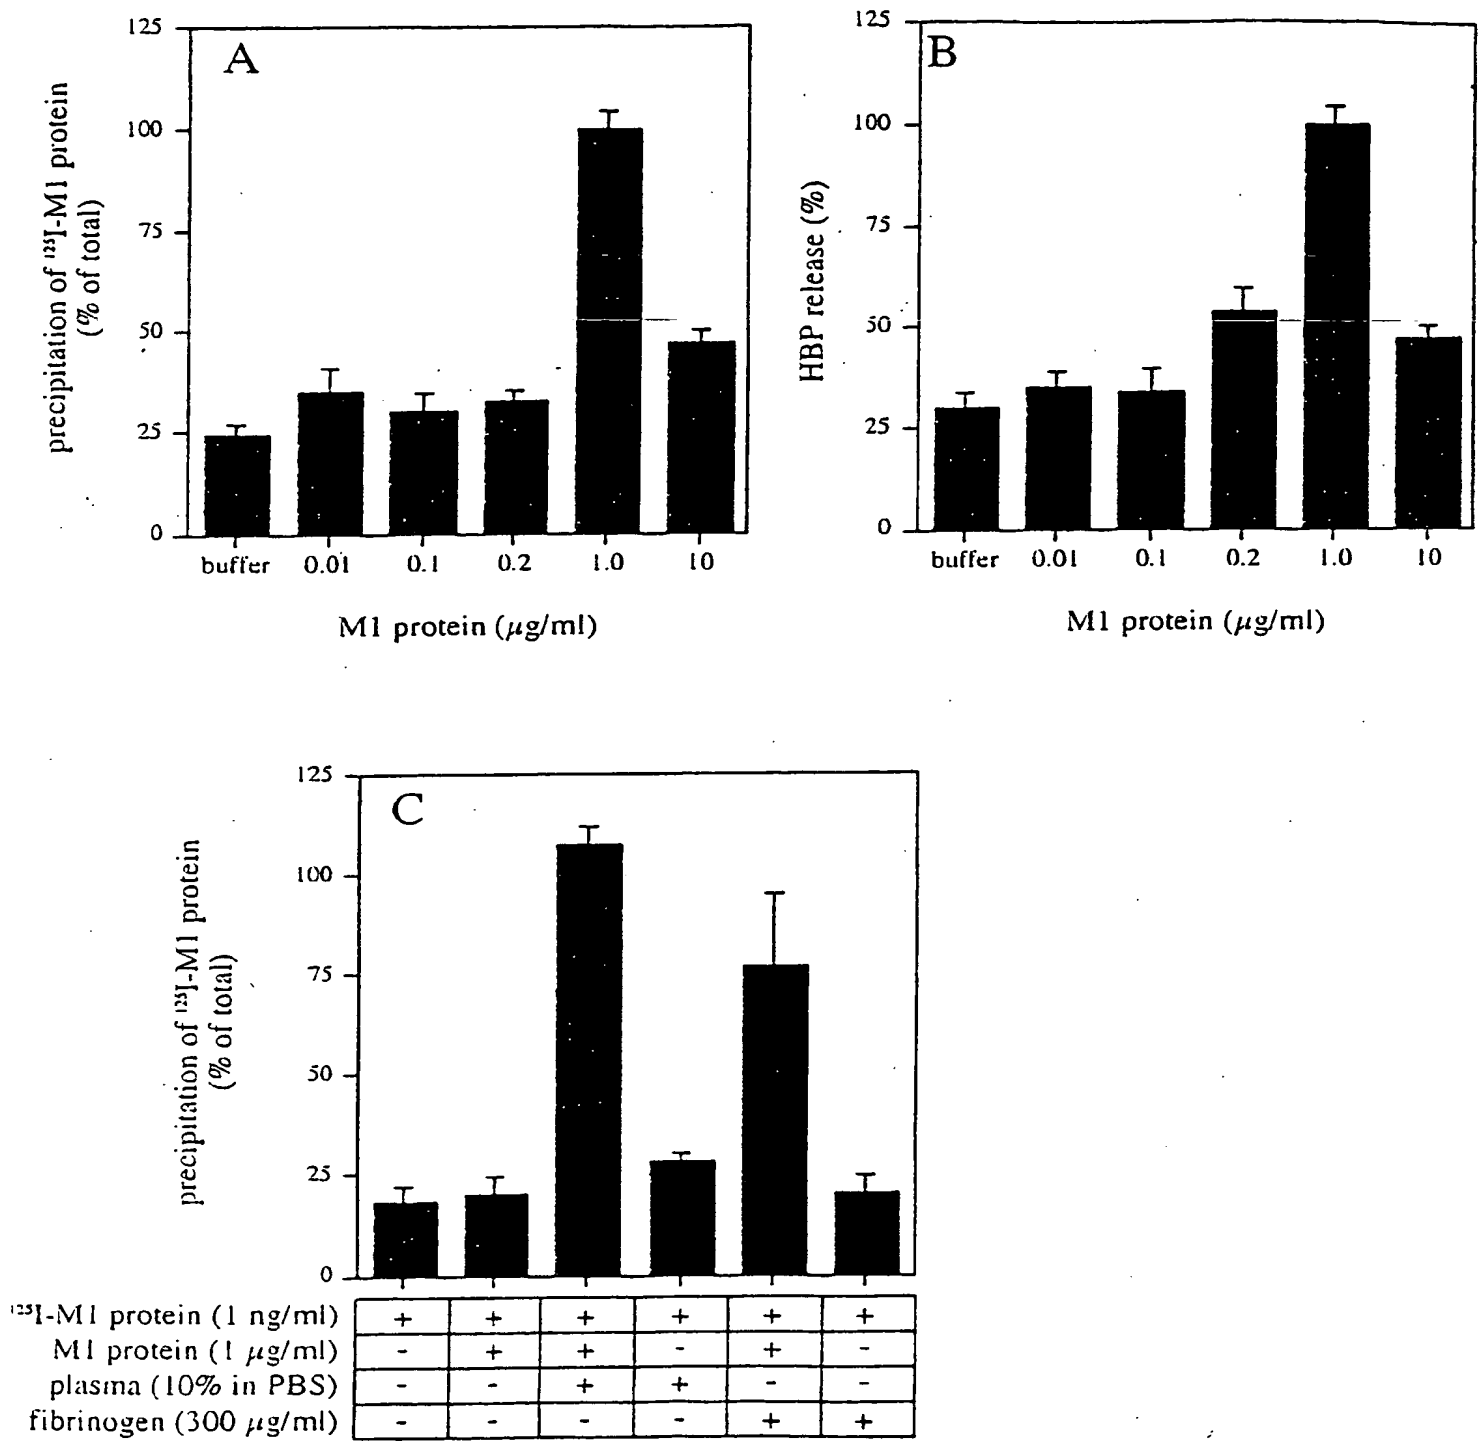 A
125
100
75
50
25
0
precipitation of ¹²⁵I-M1 protein
(% of total)
buffer 0.01 0.1 0.2 1.0 10
M1 protein (μg/ml)
B
125
100
75
50
25
0
HBP release (%)
buffer 0.01 0.1 0.2 1.0 10
M1 protein (μg/ml)
C
125
100
75
50
25
0
precipitation of ¹²⁵I-M1 protein
(% of total)
¹²⁵I-M1 protein (1 ng/ml) + + + + + +
M1 protein (1 μg/ml) - + + - + -
plasma (10% in PBS) - - + + - -
fibrinogen (300 μg/ml) - - - - + +